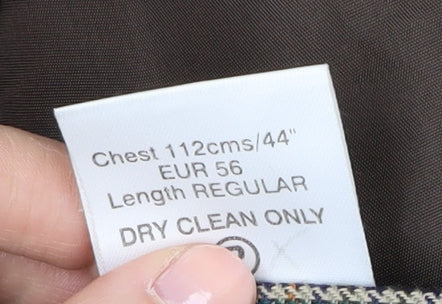 Chest 112cms/44"
EUR 56
Length REGULAR
DRY CLEAN ONLY